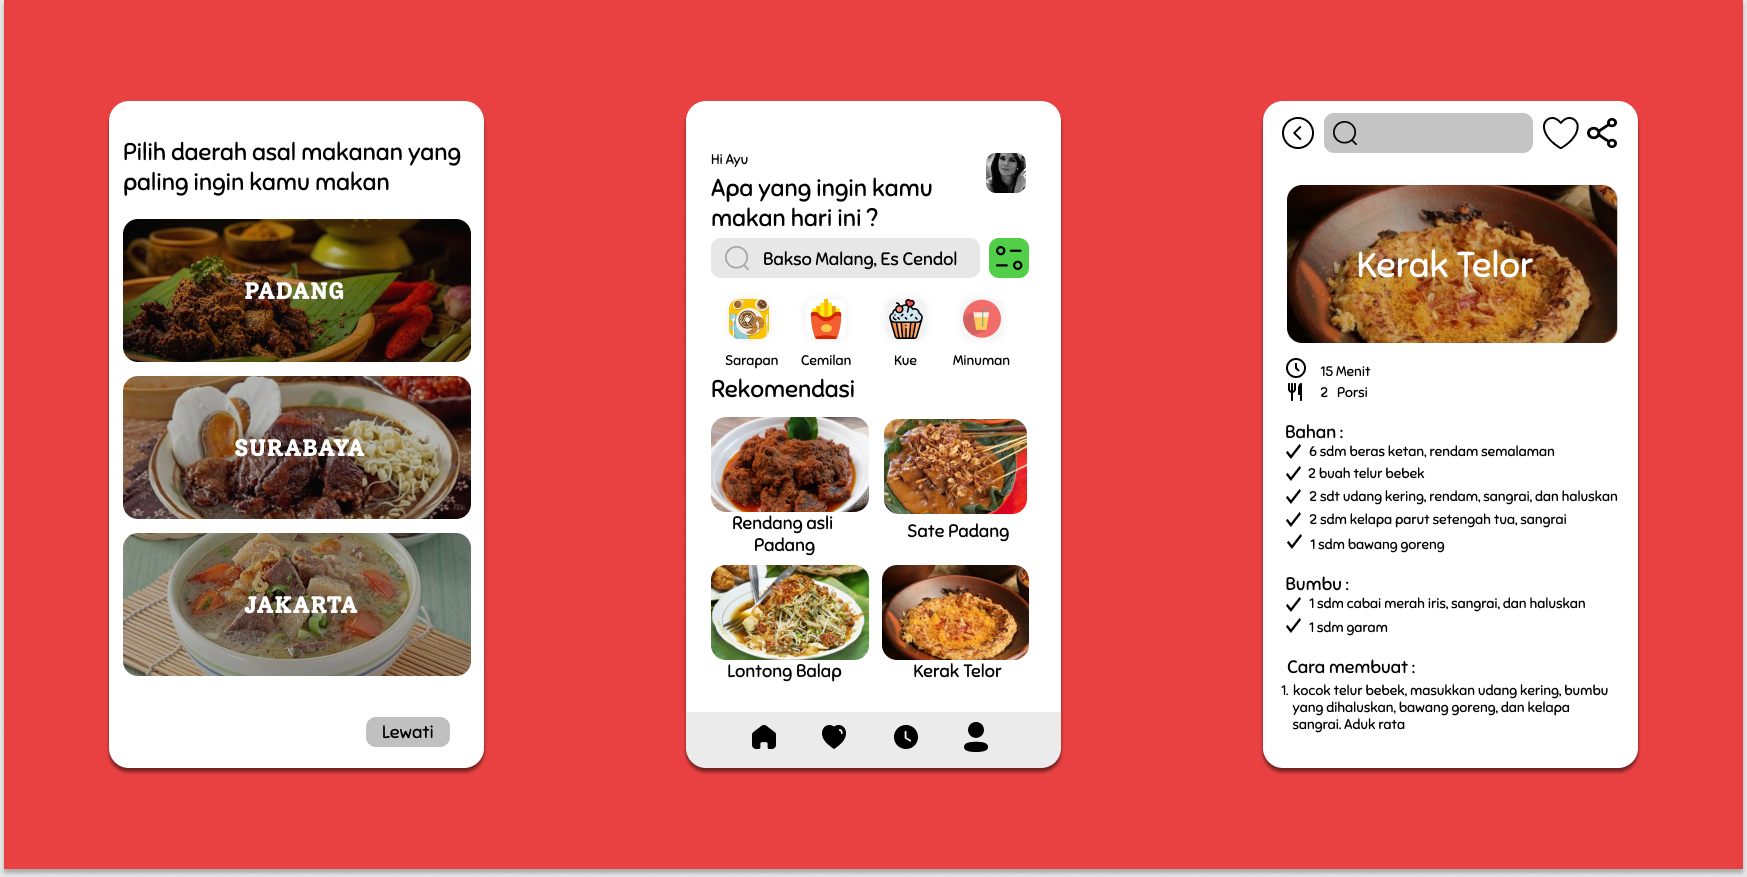 Pilih daerah asal makanan yang
paling ingin kamu makan
PADANG
SURABAYA
JAKARTA
Lewati
Hi Ayu
Apa yang ingin kamu
makan hari ini ?
Bakso Malang, Es Cendol
Sarapan
Cemilan
Kue
Minuman
Rekomendasi
Rendang asli
Padang
Sate Padang
Lontong Balap
Kerak Telor
Kerak Telor
15 Menit
2 Porsi
Bahan :
6 sdm beras ketan, rendam semalaman
2 buah telur bebek
2 sdt udang kering, rendam, sangrai, dan haluskan
2 sdm kelapa parut setengah tua, sangrai
1 sdm bawang goreng
Bumbu :
1 sdm cabai merah iris, sangrai, dan haluskan
1 sdm garam
Cara membuat :
1. kocok telur bebek, masukkan udang kering, bumbu
yang dihaluskan, bawang goreng, dan kelapa
sangrai. Aduk rata